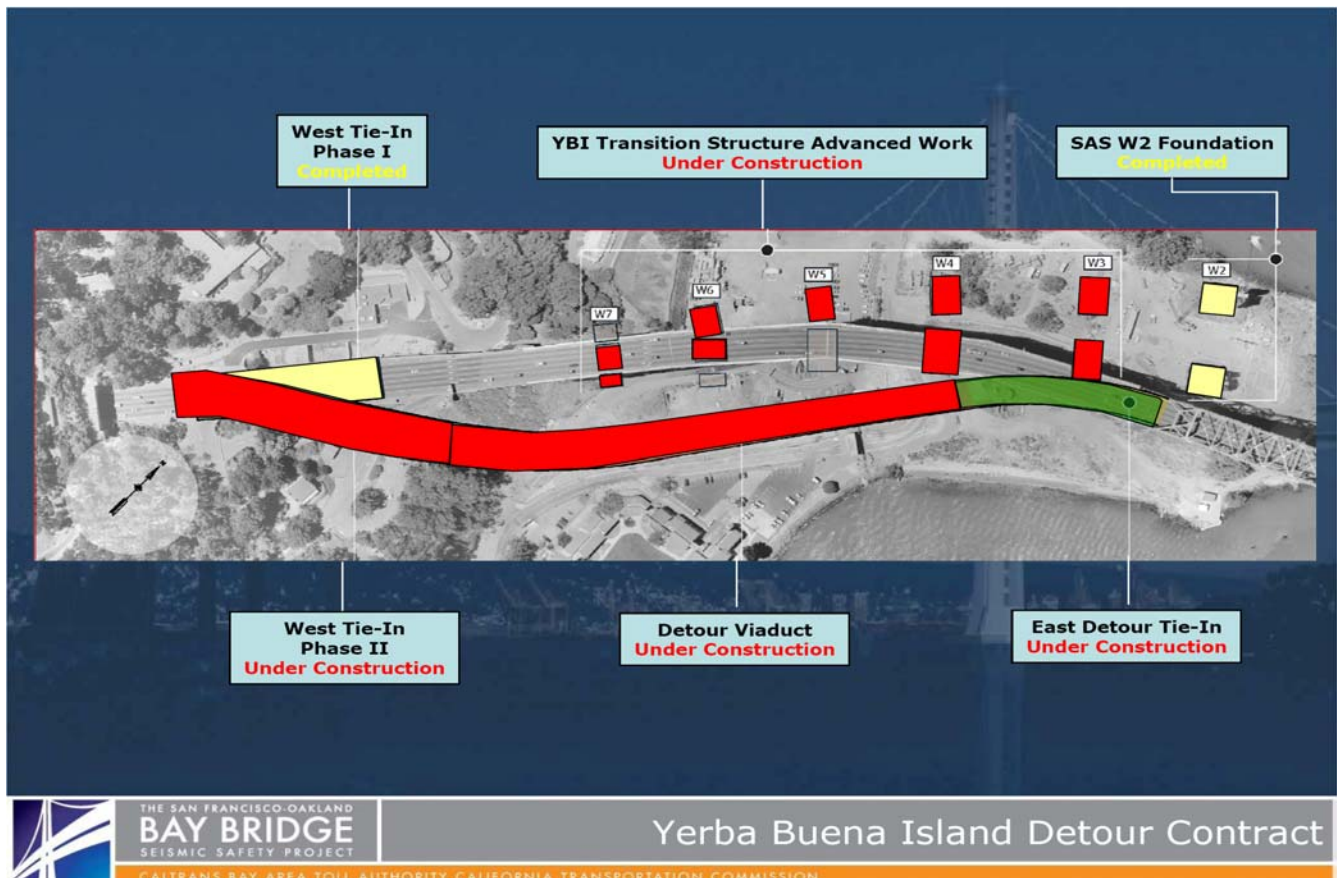 West Tie-In
Phase I
Completed
YBI Transition Structure Advanced Work
Under Construction
SAS W2 Foundation
Completed
W7
W6
W5
W4
W3
W2
West Tie-In
Phase II
Under Construction
Detour Viaduct
Under Construction
East Detour Tie-In
Under Construction
THE SAN FRANCISCO-OAKLAND
BAY BRIDGE
SEISMIC SAFETY PROJECT
Yerba Buena Island Detour Contract
CALTRANS BAY AREA TOLL AUTHORITY CALIFORNIA TRANSPORTATION COMMISSION